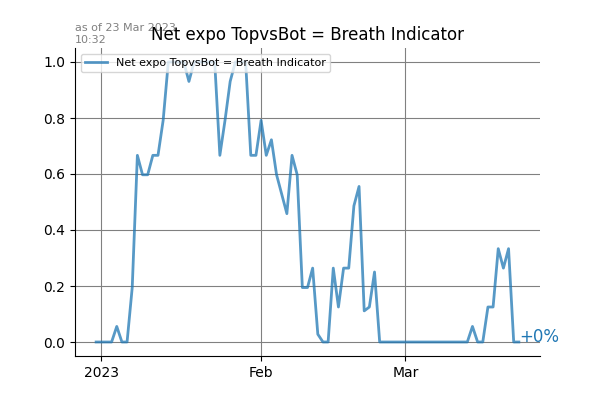 as of 23 Mar 2023
10:32
Net expo TopvsBot = Breath Indicator
Net expo TopvsBot = Breath Indicator
1.0
0.8
0.6
0.4
0.2
0.0
+0%
2023
Feb
Mar